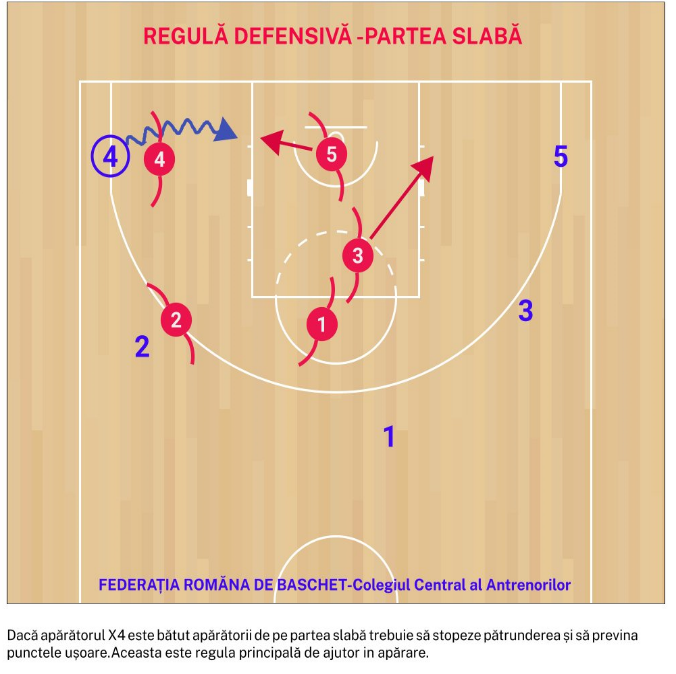 REGULĂ DEFENSIVĂ -PARTEA SLABĂ
4
4
5
5
3
2
1
3
2
1
FEDERAȚIA ROMÂNA DE BASCHET-Colegiul Central al Antrenorilor
Dacă apărătorul X4 este bătut apărătorii de pe partea slabă trebuie să stopeze pătrunderea și să previna
punctele ușoare.Aceasta este regula principală de ajutor in apărare.